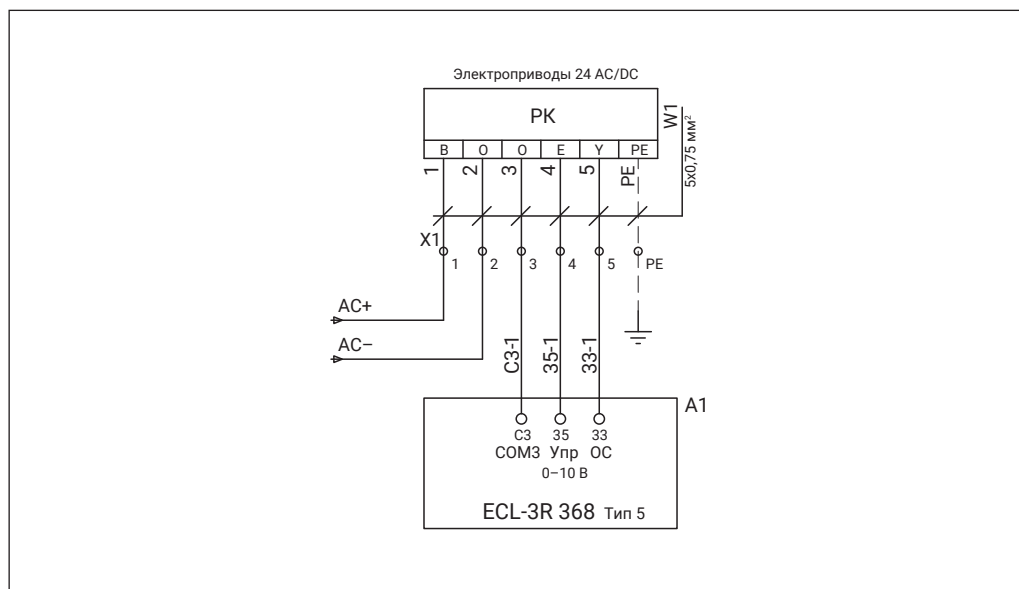 Электроприводы 24 AC/DC
РК
W1
5x0,75 мм²
B O O E Y PE
1 2 3 4 5 PE
X1
1 2 3 4 5 PE
AC+
AC–
C3-1 35-1 33-1
A1
C3 35 33
COM3 Упр ОС
0–10 В
ECL-3R 368 Тип 5